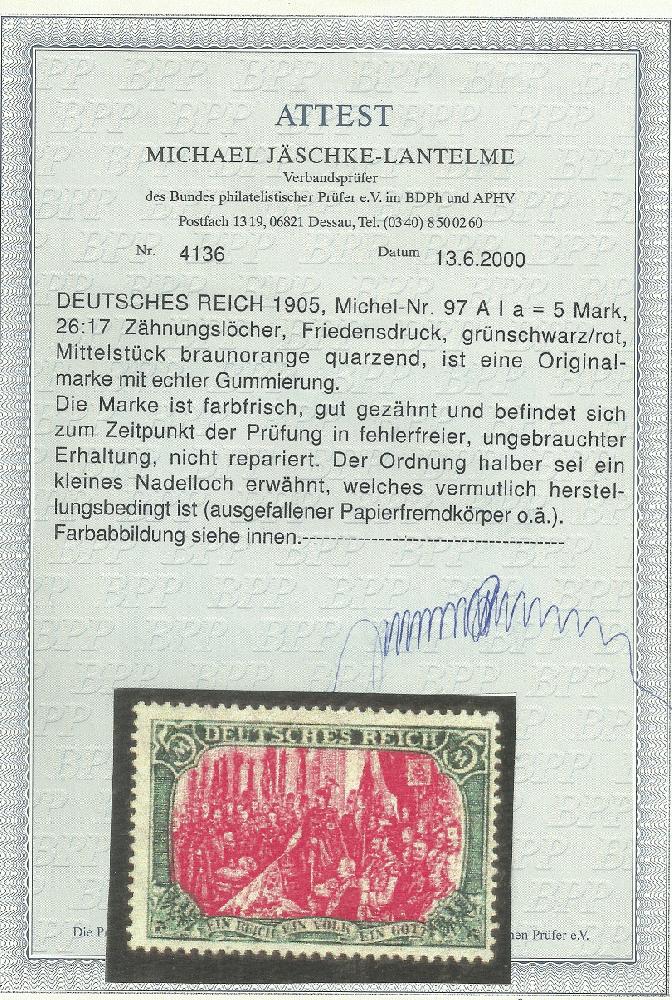 ATTEST
MICHAEL JÄSCHKE-LANTELME
Verbandsprüfer
des Bundes philatelistischer Prüfer e.V. im BDPh und APHV
Postfach 1319, 06821 Dessau, Tel. (0340) 8500260
Nr. 4136 Datum 13.6.2000
DEUTSCHES REICH 1905, Michel-Nr. 97 A I a = 5 Mark,
26:17 Zähnungslöcher, Friedensdruck, grünschwarz/rot,
Mittelstück braunorange quarzend, ist eine Original-
marke mit echter Gummierung.
Die Marke ist farbfrisch, gut gezähnt und befindet sich
zum Zeitpunkt der Prüfung in fehlerfreier, ungebrauchter
Erhaltung, nicht repariert. Der Ordnung halber sei ein
kleines Nadelloch erwähnt, welches vermutlich herstel-
lungsbedingt ist (ausgefallener Papierfremdkörper o.ä.).
Farbabbildung siehe innen.------------------------------------
DEUTSCHES REICH
5 M 5 M
EIN REICH EIN VOLK EIN GOTT
Die Prüfer e.V.